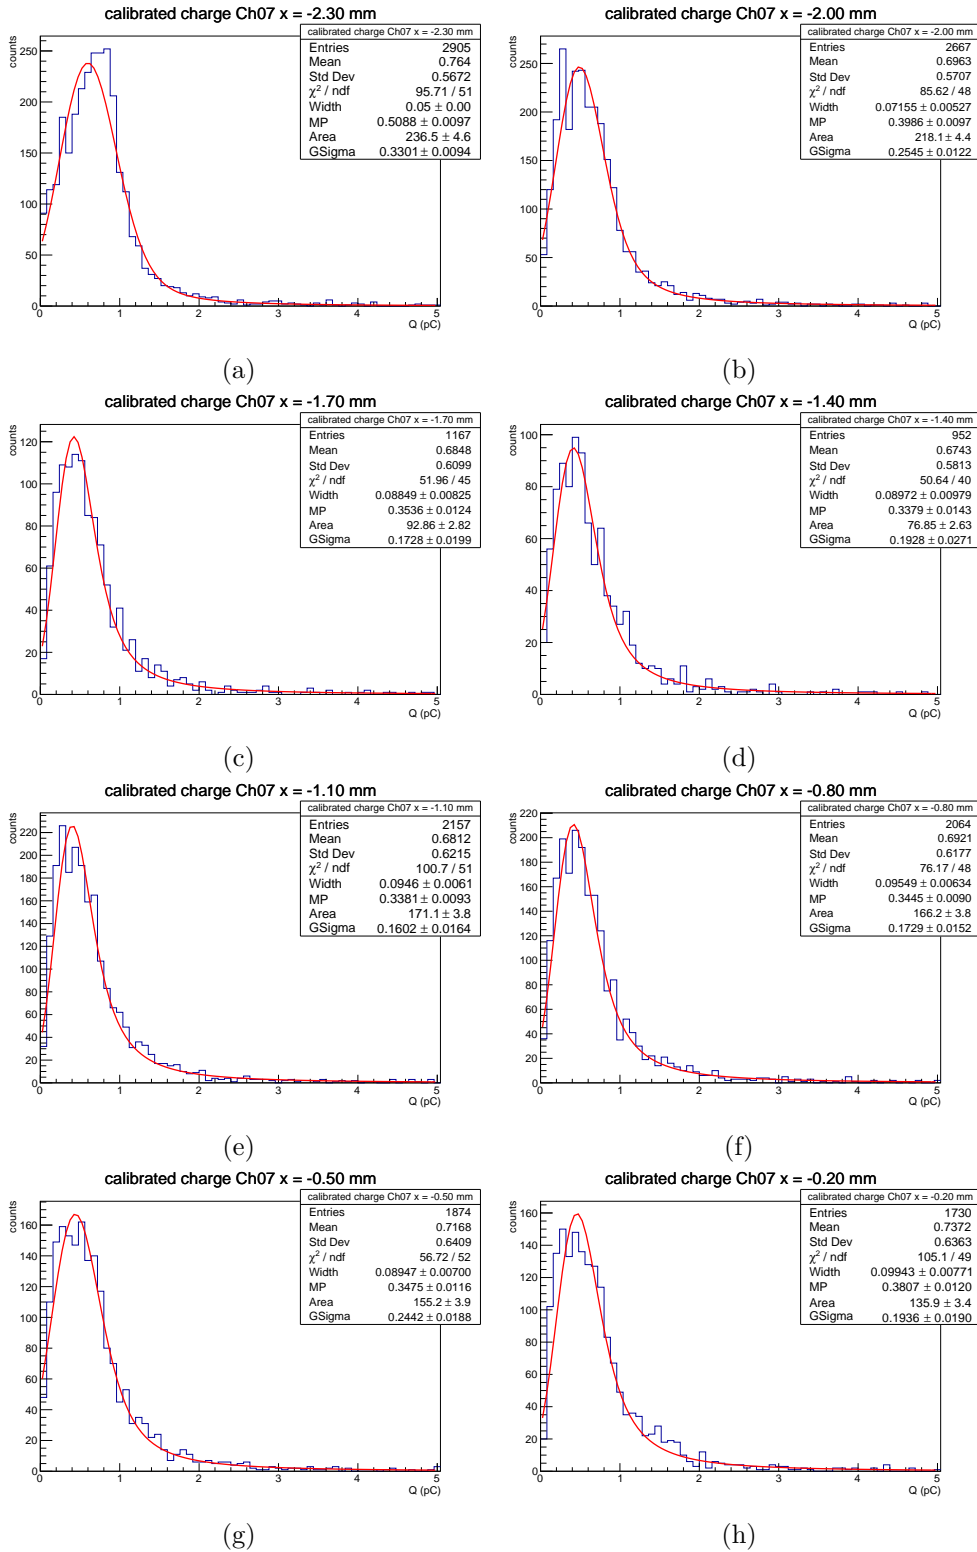 calibrated charge Ch07 x = -2.30 mm
counts
calibrated charge Ch07 x = -2.30 mm
Entries 2905
Mean 0.764
Std Dev 0.5672
χ² / ndf 95.71 / 51
Width 0.05 ± 0.00
MP 0.5088 ± 0.0097
Area 236.5 ± 4.6
GSigma 0.3301 ± 0.0094
250
200
150
100
50
0
0 1 2 3 4 5
Q (pC)
(a)
calibrated charge Ch07 x = -2.00 mm
counts
calibrated charge Ch07 x = -2.00 mm
Entries 2667
Mean 0.6963
Std Dev 0.5707
χ² / ndf 85.62 / 48
Width 0.07155 ± 0.00527
MP 0.3986 ± 0.0097
Area 218.1 ± 4.4
GSigma 0.2545 ± 0.0122
250
200
150
100
50
0
0 1 2 3 4 5
Q (pC)
(b)
calibrated charge Ch07 x = -1.70 mm
counts
calibrated charge Ch07 x = -1.70 mm
Entries 1167
Mean 0.6848
Std Dev 0.6099
χ² / ndf 51.96 / 45
Width 0.08849 ± 0.00825
MP 0.3536 ± 0.0124
Area 92.86 ± 2.82
GSigma 0.1728 ± 0.0199
120
100
80
60
40
20
0
0 1 2 3 4 5
Q (pC)
(c)
calibrated charge Ch07 x = -1.40 mm
counts
calibrated charge Ch07 x = -1.40 mm
Entries 952
Mean 0.6743
Std Dev 0.5813
χ² / ndf 50.64 / 40
Width 0.08972 ± 0.00979
MP 0.3379 ± 0.0143
Area 76.85 ± 2.63
GSigma 0.1928 ± 0.0271
100
80
60
40
20
0
0 1 2 3 4 5
Q (pC)
(d)
calibrated charge Ch07 x = -1.10 mm
counts
calibrated charge Ch07 x = -1.10 mm
Entries 2157
Mean 0.6812
Std Dev 0.6215
χ² / ndf 100.7 / 51
Width 0.0946 ± 0.0061
MP 0.3381 ± 0.0093
Area 171.1 ± 3.8
GSigma 0.1602 ± 0.0164
220
200
180
160
140
120
100
80
60
40
20
0
0 1 2 3 4 5
Q (pC)
(e)
calibrated charge Ch07 x = -0.80 mm
counts
calibrated charge Ch07 x = -0.80 mm
Entries 2064
Mean 0.6921
Std Dev 0.6177
χ² / ndf 76.17 / 48
Width 0.09549 ± 0.00634
MP 0.3445 ± 0.0090
Area 166.2 ± 3.8
GSigma 0.1729 ± 0.0152
220
200
180
160
140
120
100
80
60
40
20
0
0 1 2 3 4 5
Q (pC)
(f)
calibrated charge Ch07 x = -0.50 mm
counts
calibrated charge Ch07 x = -0.50 mm
Entries 1874
Mean 0.7168
Std Dev 0.6409
χ² / ndf 56.72 / 52
Width 0.08947 ± 0.00700
MP 0.3475 ± 0.0116
Area 155.2 ± 3.9
GSigma 0.2442 ± 0.0188
160
140
120
100
80
60
40
20
0
0 1 2 3 4 5
Q (pC)
(g)
calibrated charge Ch07 x = -0.20 mm
counts
calibrated charge Ch07 x = -0.20 mm
Entries 1730
Mean 0.7372
Std Dev 0.6363
χ² / ndf 105.1 / 49
Width 0.09943 ± 0.00771
MP 0.3807 ± 0.0120
Area 135.9 ± 3.4
GSigma 0.1936 ± 0.0190
160
140
120
100
80
60
40
20
0
0 1 2 3 4 5
Q (pC)
(h)